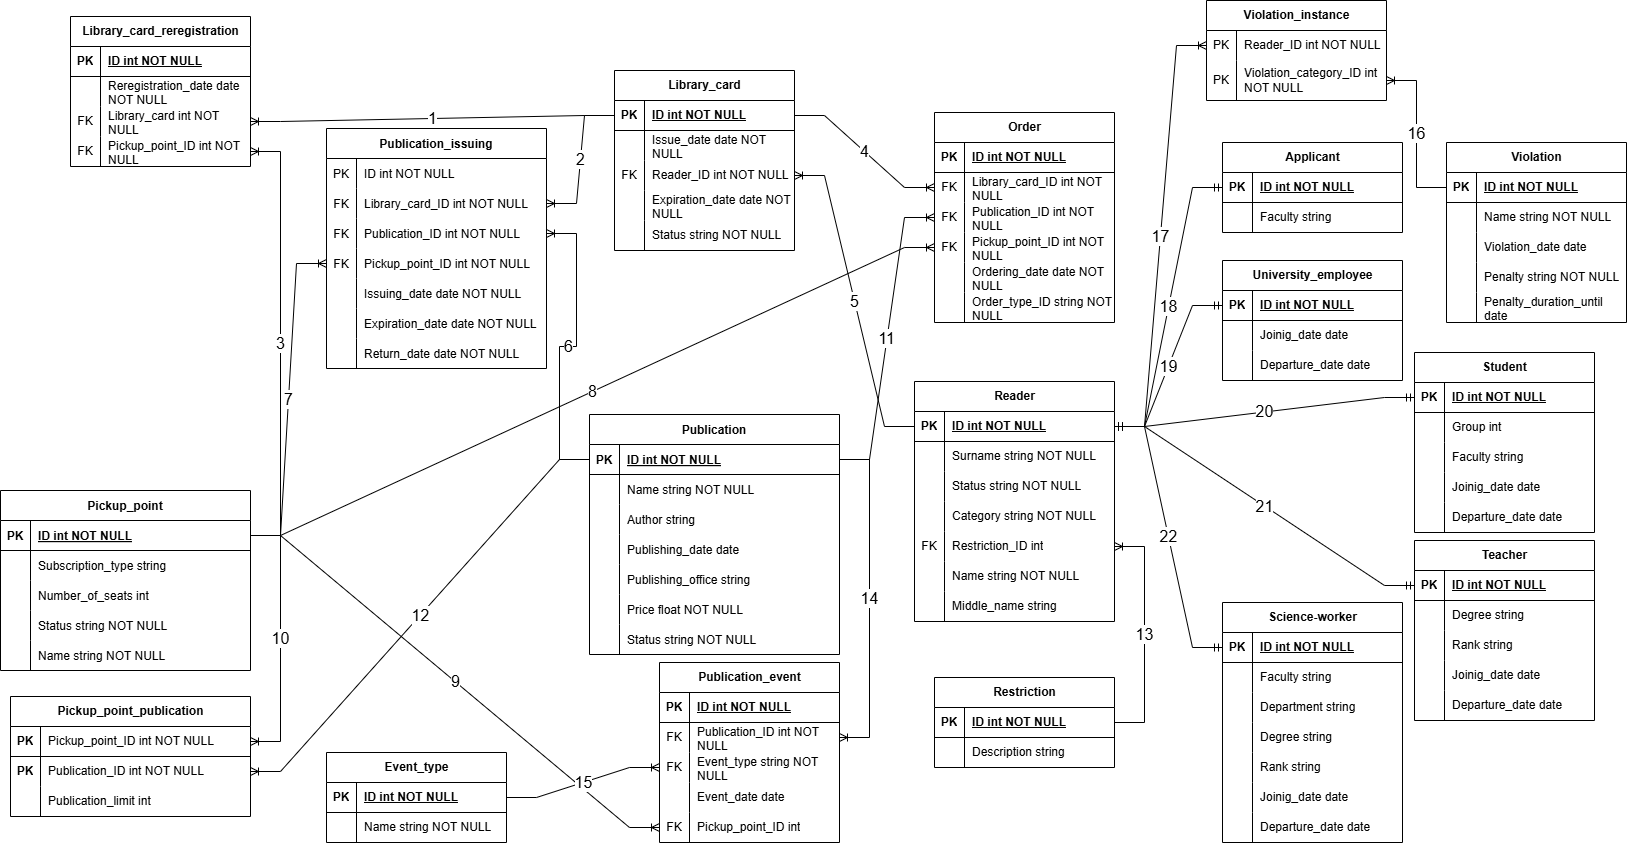 Library_card_reregistration
PK ID int NOT NULL
Reregistration_date date
NOT NULL
FK Library_card int NOT
NULL
FK Pickup_point_ID int NOT
NULL
Publication_issuing
PK ID int NOT NULL
FK Library_card_ID int NOT NULL
FK Publication_ID int NOT NULL
FK Pickup_point_ID int NOT NULL
Issuing_date date NOT NULL
Expiration_date date NOT NULL
Return_date date NOT NULL
Library_card
PK ID int NOT NULL
Issue_date date NOT
NULL
FK Reader_ID int NOT NULL
Expiration_date date NOT
NULL
Status string NOT NULL
Order
PK ID int NOT NULL
FK Library_card_ID int NOT
NULL
FK Publication_ID int NOT
NULL
FK Pickup_point_ID int NOT
NULL
Ordering_date date NOT
NULL
Order_type_ID string NOT
NULL
Violation_instance
PK Reader_ID int NOT NULL
PK Violation_category_ID int
NOT NULL
Applicant
PK ID int NOT NULL
Faculty string
Violation
PK ID int NOT NULL
Name string NOT NULL
Violation_date date
Penalty string NOT NULL
Penalty_duration_until
date
University_employee
PK ID int NOT NULL
Joinig_date date
Departure_date date
Student
PK ID int NOT NULL
Group int
Faculty string
Joinig_date date
Departure_date date
Reader
PK ID int NOT NULL
Surname string NOT NULL
Status string NOT NULL
Category string NOT NULL
FK Restriction_ID int
Name string NOT NULL
Middle_name string
Publication
PK ID int NOT NULL
Name string NOT NULL
Author string
Publishing_date date
Publishing_office string
Price float NOT NULL
Status string NOT NULL
Pickup_point
PK ID int NOT NULL
Subscription_type string
Number_of_seats int
Status string NOT NULL
Name string NOT NULL
Teacher
PK ID int NOT NULL
Degree string
Rank string
Joinig_date date
Departure_date date
Science-worker
PK ID int NOT NULL
Faculty string
Department string
Degree string
Rank string
Joinig_date date
Departure_date date
Pickup_point_publication
PK Pickup_point_ID int NOT NULL
PK Publication_ID int NOT NULL
Publication_limit int
Event_type
PK ID int NOT NULL
Name string NOT NULL
Publication_event
PK ID int NOT NULL
FK Publication_ID int NOT
NULL
FK Event_type string NOT
NULL
Event_date date
FK Pickup_point_ID int
Restriction
PK ID int NOT NULL
Description string
1
2
3
4
5
6
7
8
9
10
11
12
13
14
15
16
17
18
19
20
21
22